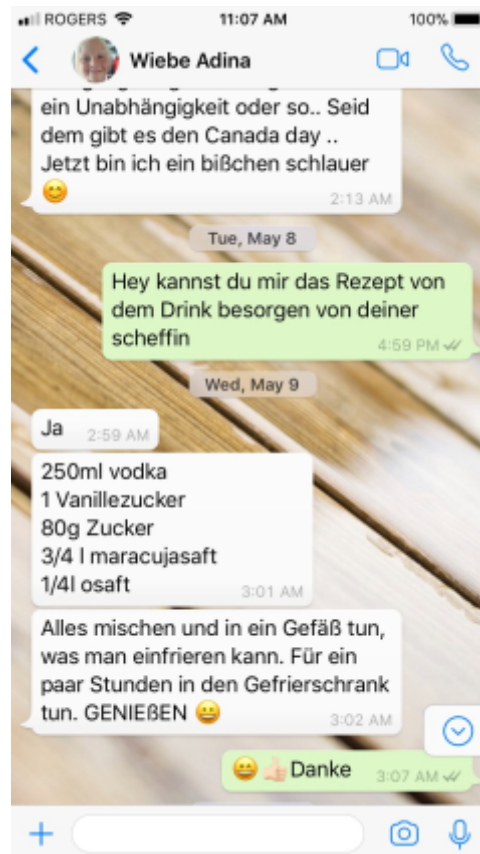 ROGERS 11:07 AM 100%
Wiebe Adina
ein Unabhängigkeit oder so.. Seid
dem gibt es den Canada day ..
Jetzt bin ich ein bißchen schlauer
😊 2:13 AM
Tue, May 8
Hey kannst du mir das Rezept von
dem Drink besorgen von deiner
scheffin 4:59 PM
Wed, May 9
Ja 2:59 AM
250ml vodka
1 Vanillezucker
80g Zucker
3/4 l maracujasaft
1/4l osaft 3:01 AM
Alles mischen und in ein Gefäß tun,
was man einfrieren kann. Für ein
paar Stunden in den Gefrierschrank
tun. GENIEßEN 😀 3:02 AM
😀👍🏻Danke 3:07 AM